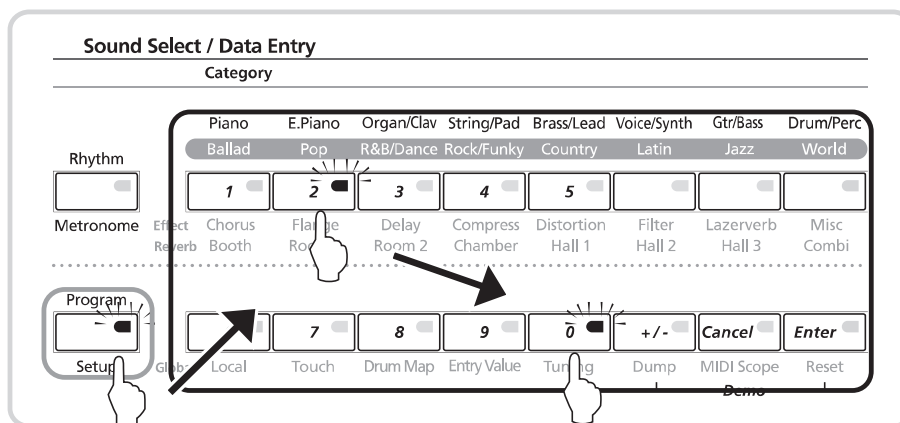 Sound Select / Data Entry
Category
Piano E.Piano Organ/Clav String/Pad Brass/Lead Voice/Synth Gtr/Bass Drum/Perc
Rhythm Ballad Pop R&B/Dance Rock/Funky Country Latin Jazz World
1 2 3 4 5
Metronome Effect Chorus Flange Delay Compress Distortion Filter Lazerverb Misc
Reverb Booth Room 2 Chamber Hall 1 Hall 2 Hall 3 Combi
Program
7 8 9 0 +/- Cancel Enter
Setup Local Touch Drum Map Entry Value Tuning Dump MIDI Scope Reset
Demo